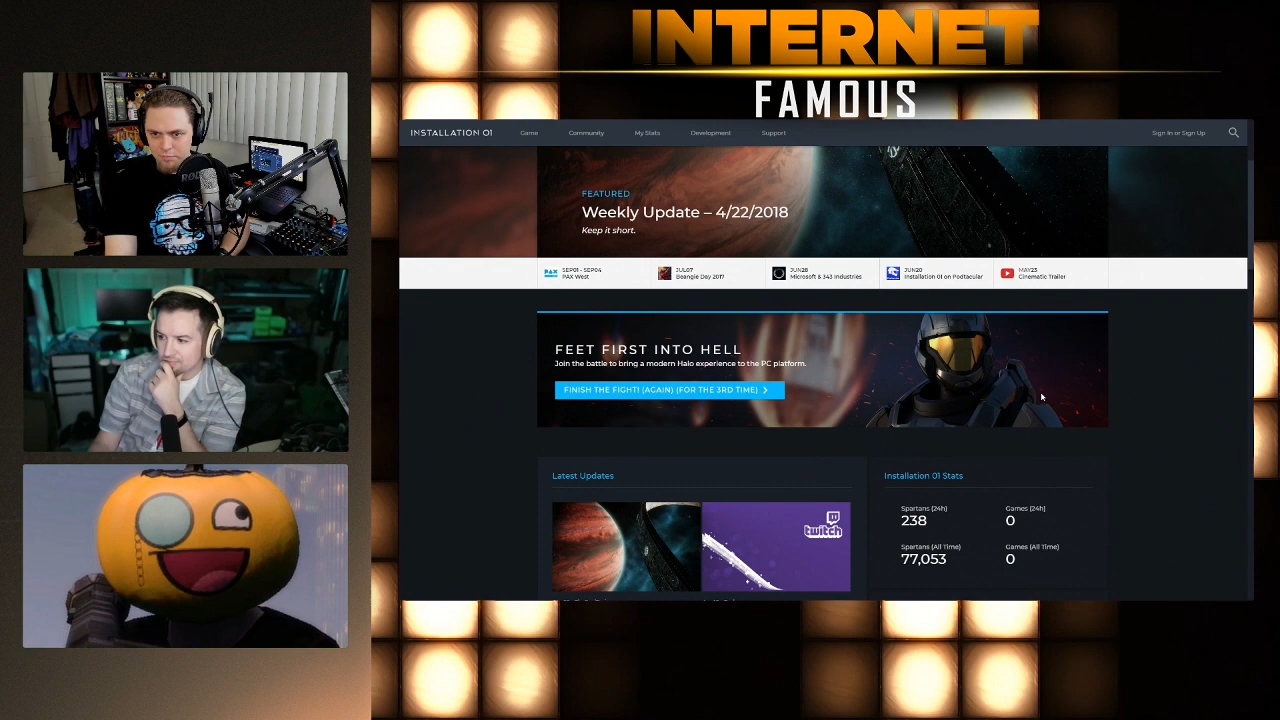 INTERNET
FAMOUS
INSTALLATION 01
Game
Community
My Stats
Development
Support
Sign In or Sign Up
FEATURED
Weekly Update – 4/22/2018
Keep it short.
PAX
SEP01 - SEP04
PAX West
JUL07
Beangie Day 2017
JUN28
Microsoft & 343 Industries
JUN20
Installation 01 on Podtacular
MAY23
Cinematic Trailer
FEET FIRST INTO HELL
Join the battle to bring a modern Halo experience to the PC platform.
FINISH THE FIGHT! (AGAIN) (FOR THE 3RD TIME)
Latest Updates
twitch
Installation 01 Stats
Spartans (24h)
238
Games (24h)
0
Spartans (All Time)
77,053
Games (All Time)
0